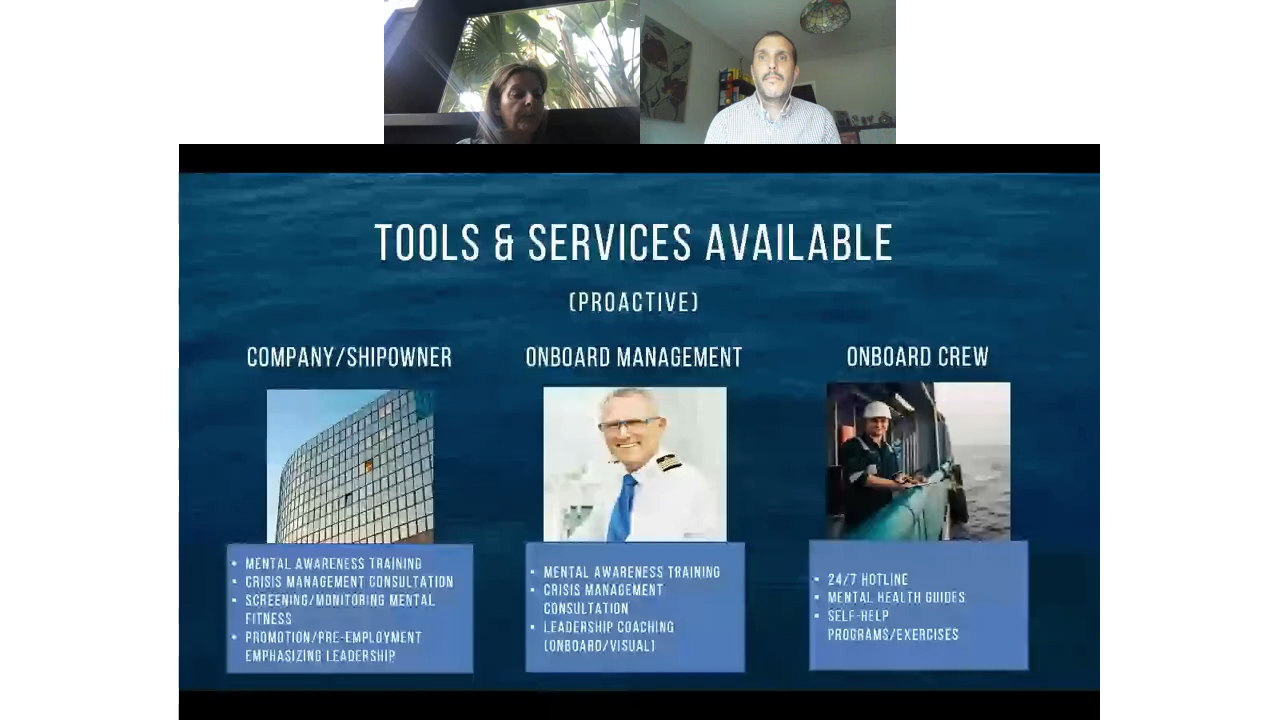 TOOLS & SERVICES AVAILABLE
(PROACTIVE)
COMPANY/SHIPOWNER
ONBOARD MANAGEMENT
ONBOARD CREW
• MENTAL AWARENESS TRAINING
• CRISIS MANAGEMENT CONSULTATION
• SCREENING/MONITORING MENTAL
FITNESS
• PROMOTION/PRE-EMPLOYMENT
EMPHASIZING LEADERSHIP
• MENTAL AWARENESS TRAINING
• CRISIS MANAGEMENT
CONSULTATION
• LEADERSHIP COACHING
(ONBOARD/VISUAL)
• 24/7 HOTLINE
• MENTAL HEALTH GUIDES
• SELF-HELP
PROGRAMS/EXERCISES